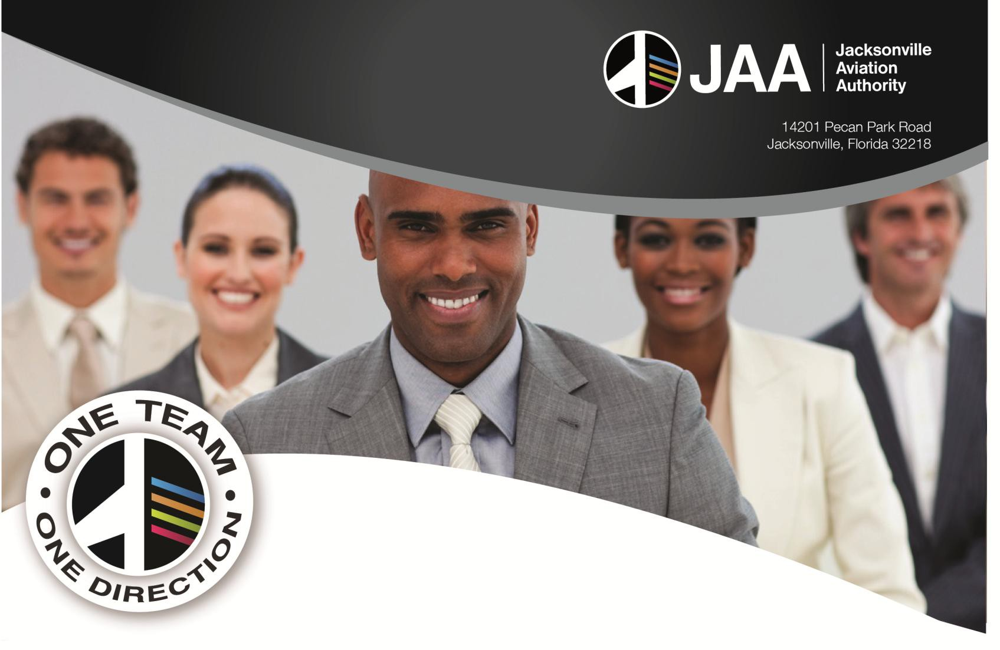 JAA
Jacksonville
Aviation
Authority
14201 Pecan Park Road
Jacksonville, Florida 32218
ONE TEAM
• ONE DIRECTION •